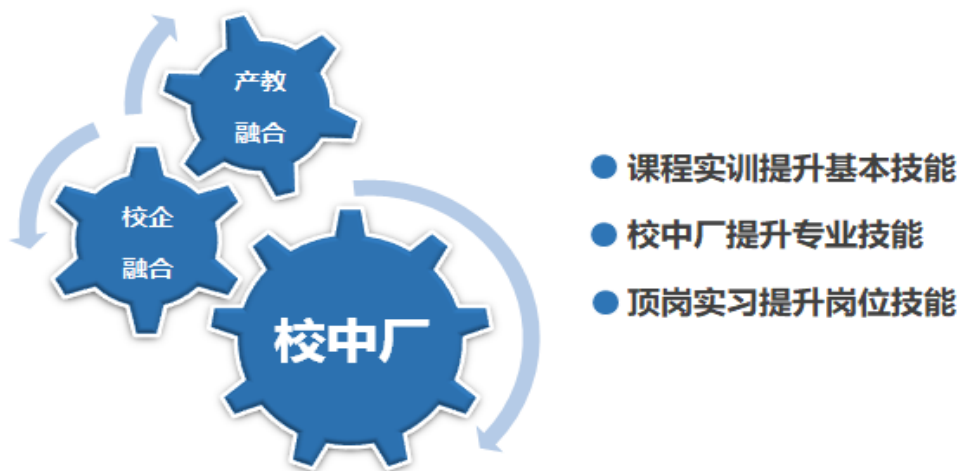 产教
融合
校企
融合
校中厂
课程实训提升基本技能
校中厂提升专业技能
顶岗实习提升岗位技能